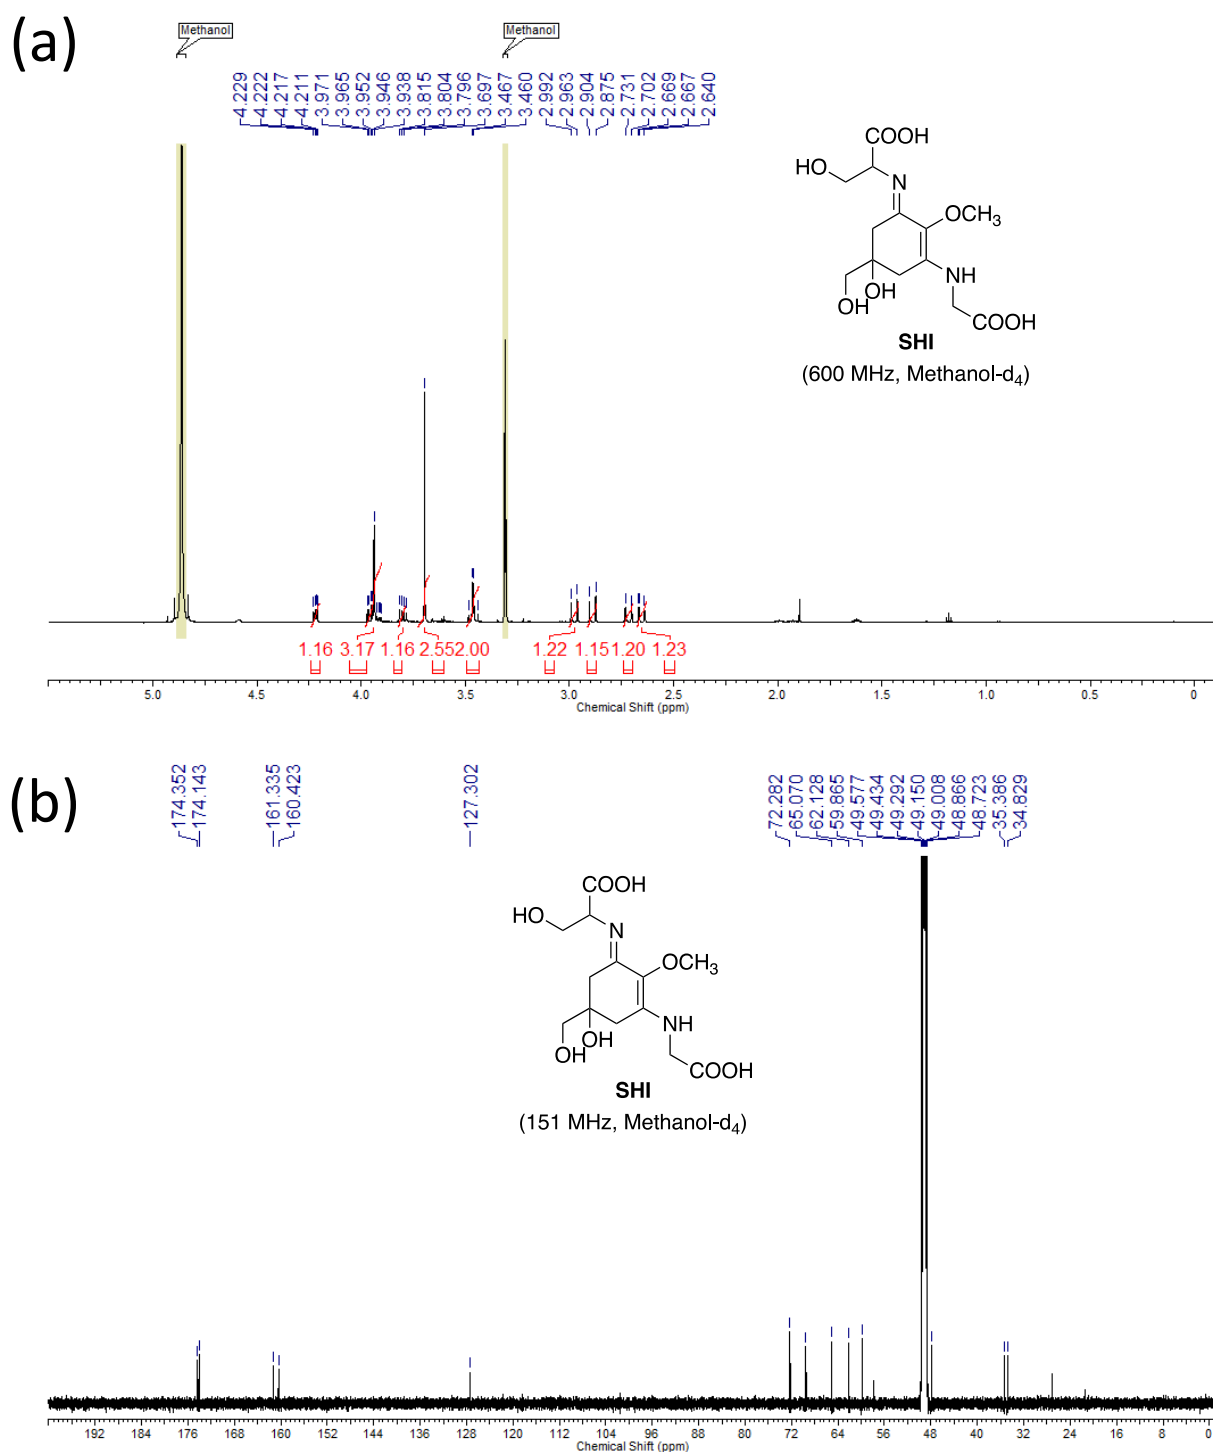 (a)
Methanol Methanol
4.229 4.222 4.217 4.211 3.971 3.965 3.952 3.946 3.938 3.815 3.804 3.796 3.697 3.467 3.460 2.992 2.963 2.904 2.875 2.731 2.702 2.669 2.667 2.640
COOH
HO
N
OCH3
NH
OH
OH
COOH
SHI
(600 MHz, Methanol-d4)
1.16 3.17 1.16 2.55 2.00 1.22 1.15 1.20 1.23
5.0 4.5 4.0 3.5 3.0 2.5 2.0 1.5 1.0 0
Chemical Shift (ppm)
(b)
174.352 174.143 161.335 160.423 127.302 72.282 65.070 62.128 59.865 49.577 49.434 49.292 49.150 49.008 48.866 48.723 35.386 34.829
COOH
HO
N
OCH3
NH
OH
OH
COOH
SHI
(151 MHz, Methanol-d4)
192 184 176 168 160 152 144 136 128 120 112 104 96 88 80 72 64 56 48 40 32 24 16 8 0
Chemical Shift (ppm)